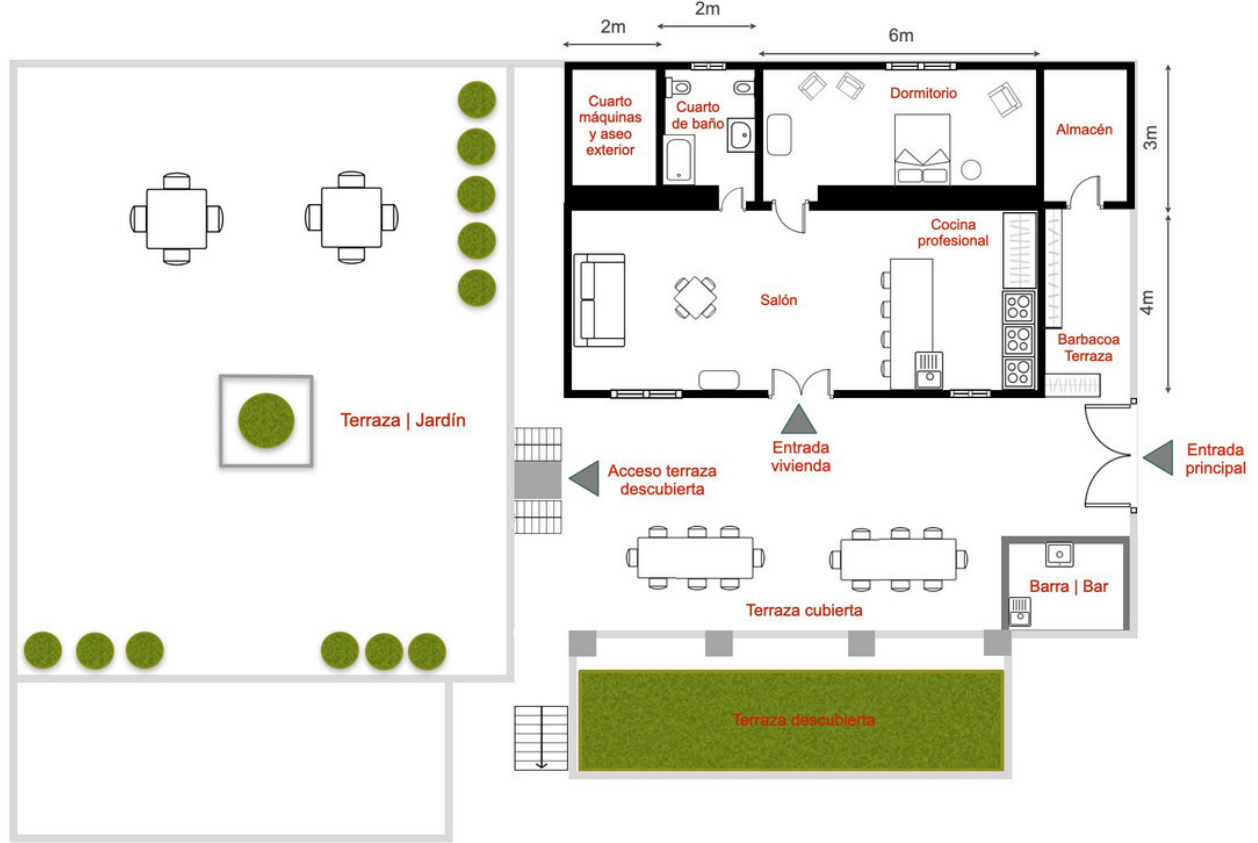 2m
2m
6m
Cuarto
máquinas
y aseo
exterior
Cuarto
de baño
Dormitorio
Almacén
3m
Cocina
profesional
Salón
4m
Barbacoa
Terraza
Terraza | Jardín
Entrada
vivienda
Entrada
principal
Acceso terraza
descubierta
Barra | Bar
Terraza cubierta
Terraza descubierta